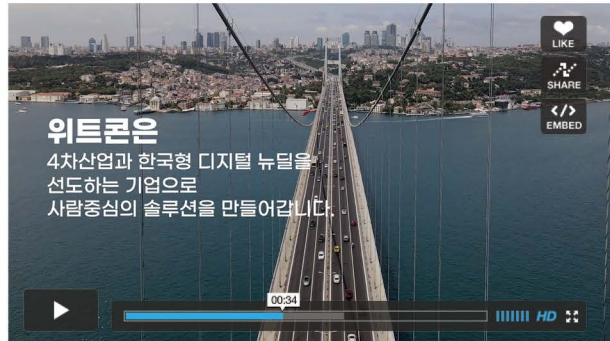 LIKE
SHARE
</>
EMBED
위트콘은
4차산업과 한국형 디지털 뉴딜을
선도하는 기업으로
사람중심의 솔루션을 만들어갑니다.
00:34
HD